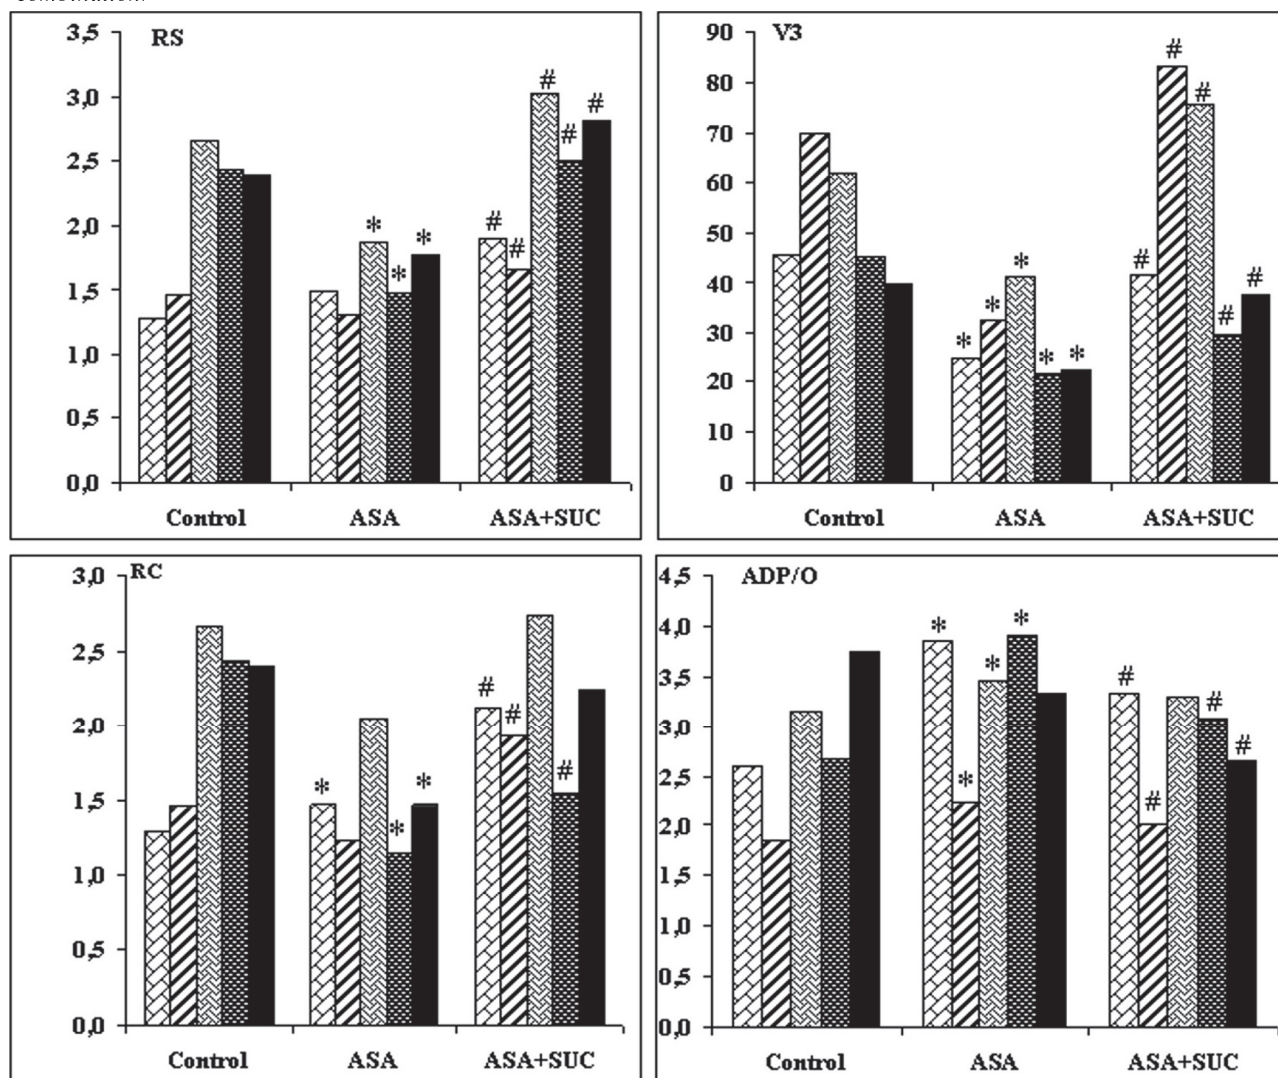 3,5
RS
3,0
2,5
2,0
1,5
1,0
0,5
0,0
* * *
# # # # #
Control ASA ASA+SUC
90
V3
80
70
60
50
40
30
20
10
0
* * * * *
# # # # #
Control ASA ASA+SUC
3,0
RC
2,5
2,0
1,5
1,0
0,5
0,0
* * *
# # #
Control ASA ASA+SUC
4,5
ADP/O
4,0
3,5
3,0
2,5
2,0
1,5
1,0
0,5
0,0
* * * *
# # # #
Control ASA ASA+SUC